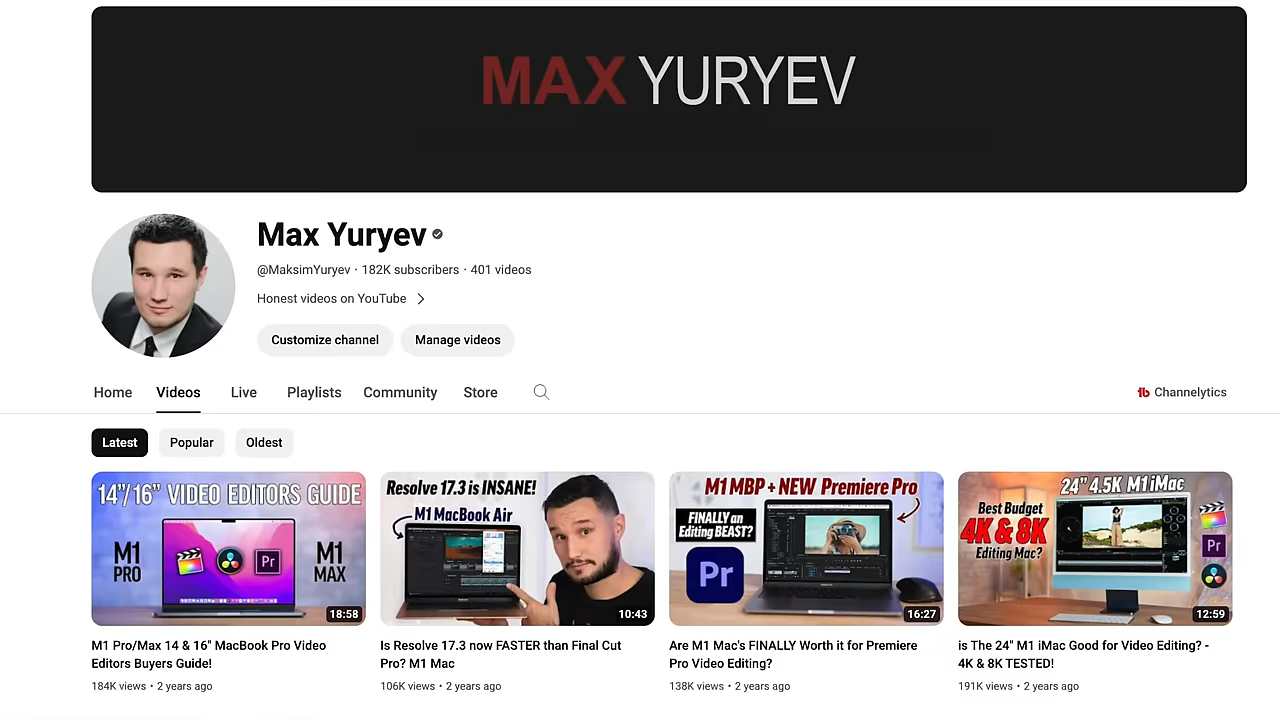 MAX YURYEV
Max Yuryev
@MaksimYuryev · 182K subscribers · 401 videos
Honest videos on YouTube
Customize channel
Manage videos
Home
Videos
Live
Playlists
Community
Store
Channelytics
Latest
Popular
Oldest
14"/16" VIDEO EDITORS GUIDE
M1 PRO
M1 MAX
Pr
18:58
Resolve 17.3 is INSANE!
M1 MacBook Air
10:43
M1 MBP + NEW Premiere Pro
FINALLY an
Editing BEAST?
Pr
16:27
24" 4.5K M1 iMac
Best Budget
4K & 8K
Editing Mac?
Pr
12:59
M1 Pro/Max 14 & 16" MacBook Pro Video
Editors Buyers Guide!
184K views • 2 years ago
Is Resolve 17.3 now FASTER than Final Cut
Pro? M1 Mac
106K views • 2 years ago
Are M1 Mac's FINALLY Worth it for Premiere
Pro Video Editing?
138K views • 2 years ago
is The 24" M1 iMac Good for Video Editing? -
4K & 8K TESTED!
191K views • 2 years ago